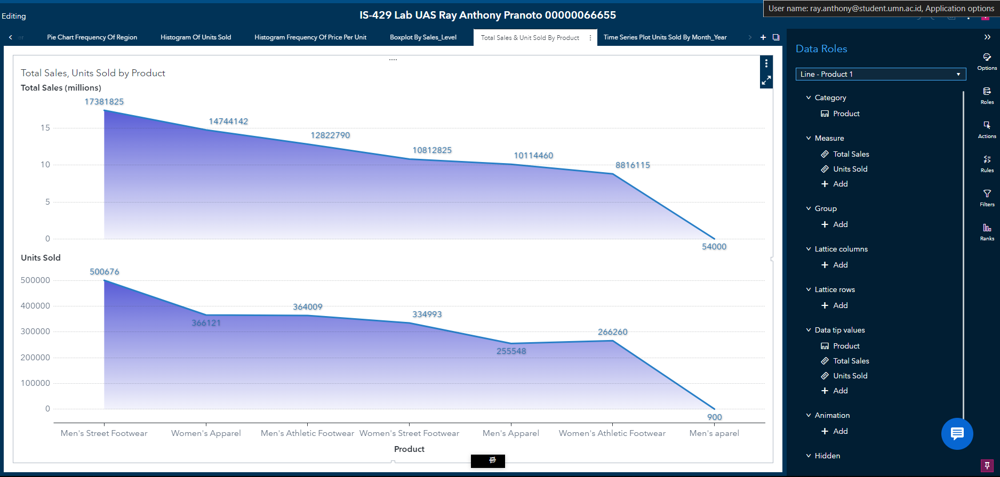 User name: ray.anthony@student.umn.ac.id, Application options
Editing
IS-429 Lab UAS Ray Anthony Pranoto 00000066655
Pie Chart Frequency Of Region
Histogram Of Units Sold
Histogram Frequency Of Price Per Unit
Boxplot By Sales_Level
Total Sales & Unit Sold By Product
Time Series Plot Units Sold By Month_Year
Total Sales, Units Sold by Product
Total Sales (millions)
17381825
14744142
12822790
10812825
10114460
8816115
54000
15
10
5
0
Units Sold
500676
366121
364009
334993
255548
266260
900
500000
400000
300000
200000
100000
0
Men's Street Footwear
Women's Apparel
Men's Athletic Footwear
Women's Street Footwear
Men's Apparel
Women's Athletic Footwear
Men's aparel
Product
Data Roles
Line - Product 1
Category
Product
Measure
Total Sales
Units Sold
Add
Group
Add
Lattice columns
Add
Lattice rows
Add
Data tip values
Product
Total Sales
Units Sold
Add
Animation
Add
Hidden
Options
Roles
Actions
Rules
Filters
Ranks